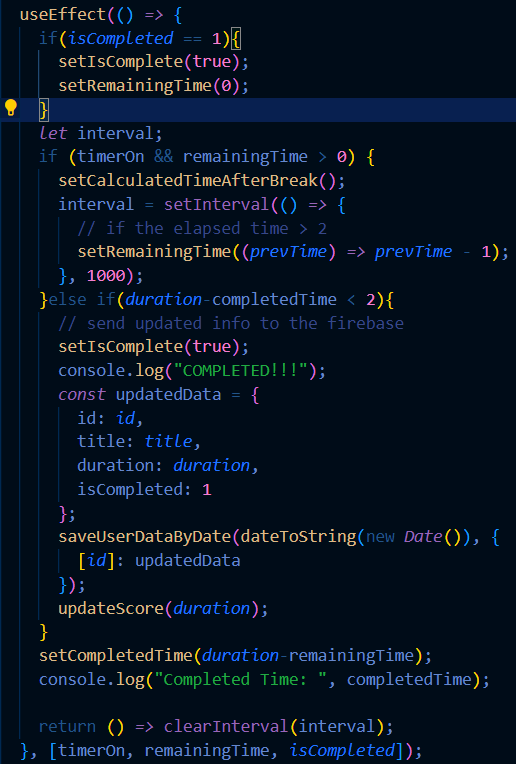 useEffect(() => {
  if(isCompleted == 1){
    setIsComplete(true);
    setRemainingTime(0);
  }
  let interval;
  if (timerOn && remainingTime > 0) {
    setCalculatedTimeAfterBreak();
    interval = setInterval(() => {
      // if the elapsed time > 2
      setRemainingTime((prevTime) => prevTime - 1);
    }, 1000);
  }else if(duration-completedTime < 2){
    // send updated info to the firebase
    setIsComplete(true);
    console.log("COMPLETED!!!");
    const updatedData = {
      id: id,
      title: title,
      duration: duration,
      isCompleted: 1
    };
    saveUserDataByDate(dateToString(new Date()), {
      [id]: updatedData
    });
    updateScore(duration);
  }
  setCompletedTime(duration-remainingTime);
  console.log("Completed Time: ", completedTime);

  return () => clearInterval(interval);
}, [timerOn, remainingTime, isCompleted]);